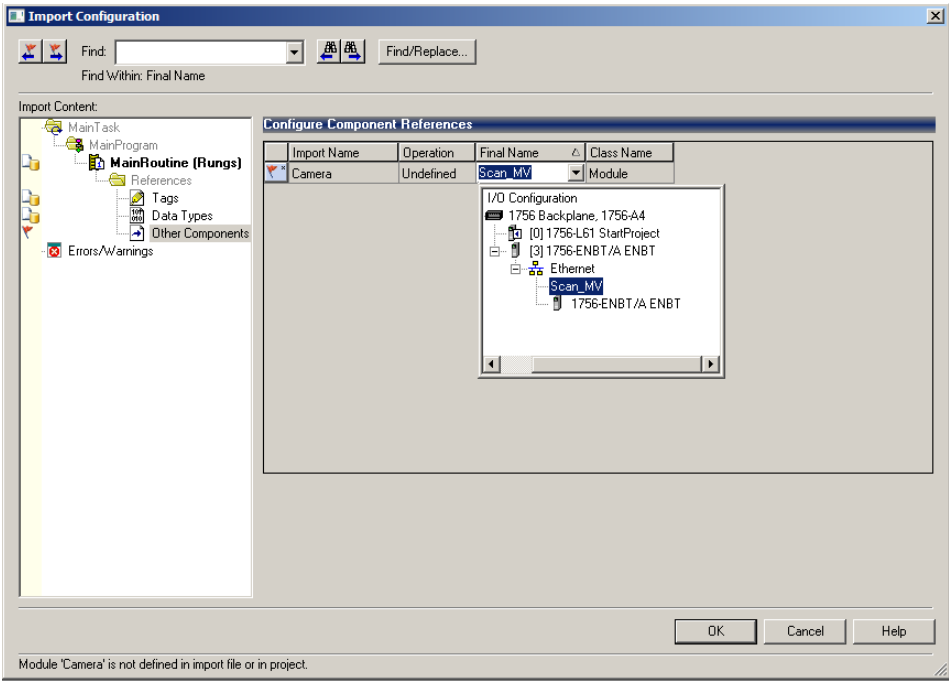 Import Configuration
Find:
Find/Replace...
Find Within: Final Name
Import Content:
MainTask
MainProgram
MainRoutine (Rungs)
References
Tags
Data Types
Other Components
Errors/Warnings
Configure Component References
Import Name Operation Final Name Class Name
Camera Undefined Scan_MV Module
I/O Configuration
1756 Backplane, 1756-A4
[0] 1756-L61 StartProject
[3] 1756-ENBT/A ENBT
Ethernet
Scan_MV
1756-ENBT/A ENBT
OK Cancel Help
Module 'Camera' is not defined in import file or in project.